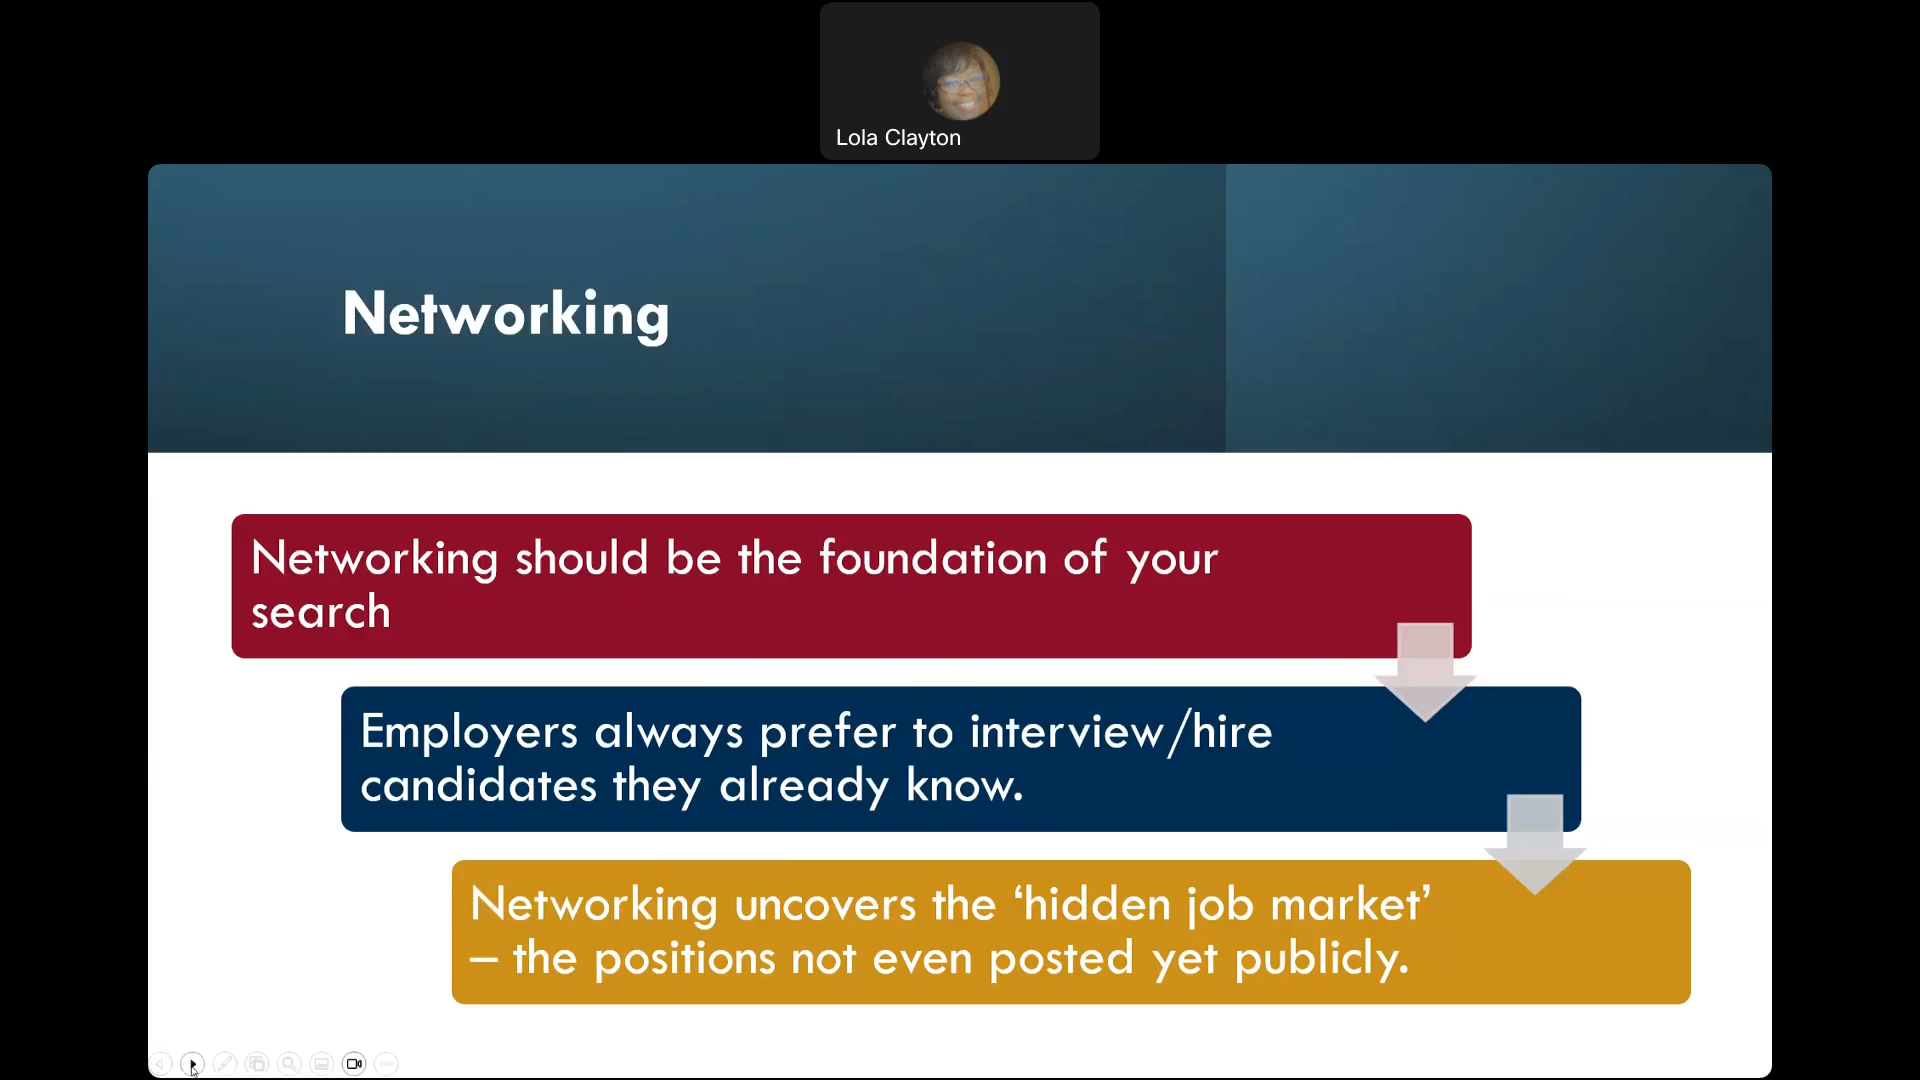 Lola Clayton
Networking
Networking should be the foundation of your
search
Employers always prefer to interview/hire
candidates they already know.
Networking uncovers the ‘hidden job market’
– the positions not even posted yet publicly.